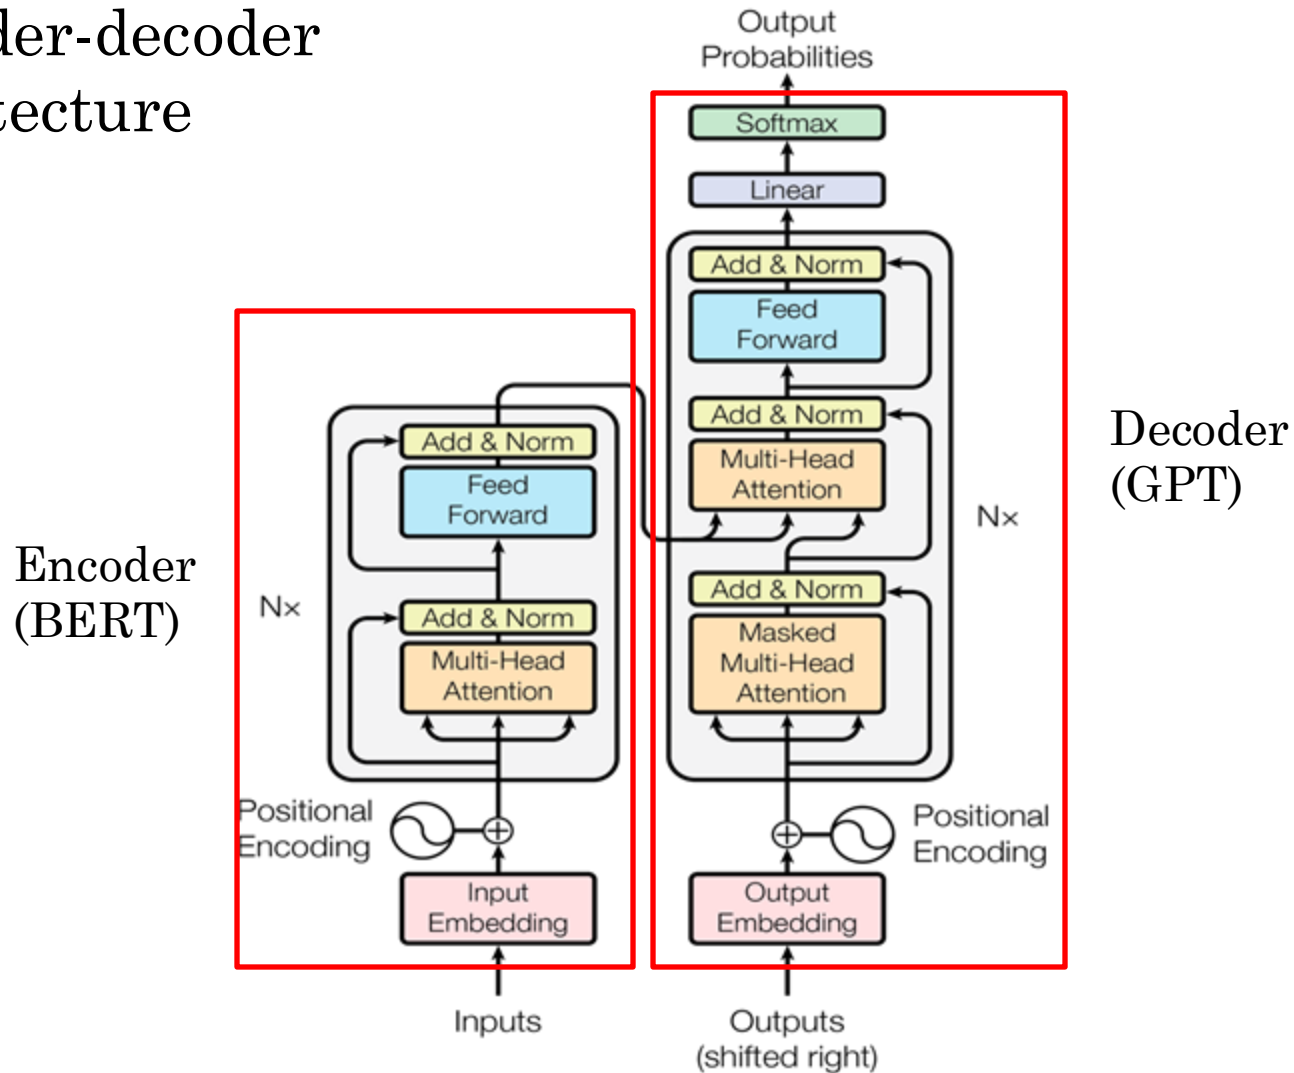 der-decoder
tecture
Output
Probabilities
Softmax
Linear
Add & Norm
Feed
Forward
Add & Norm
Multi-Head
Attention
Nx
Add & Norm
Masked
Multi-Head
Attention
Positional
Encoding
Output
Embedding
Outputs
(shifted right)
Decoder
(GPT)
Add & Norm
Feed
Forward
Add & Norm
Multi-Head
Attention
Nx
Encoder
(BERT)
Positional
Encoding
Input
Embedding
Inputs